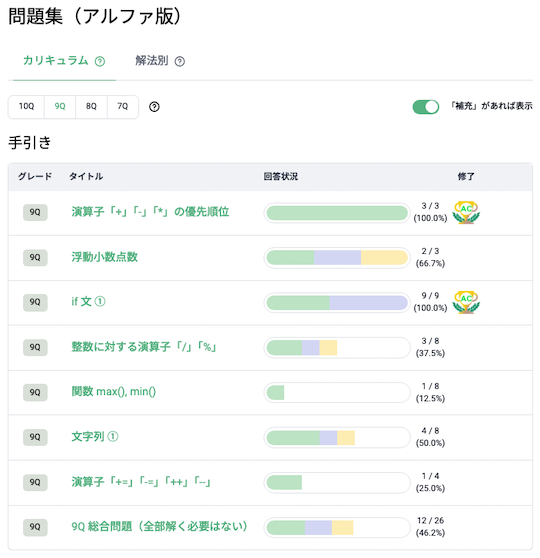 問題集（アルファ版）
カリキュラム ? 解法別 ?
10Q 9Q 8Q 7Q ? 「補充」があれば表示
手引き
グレード タイトル 回答状況 修了
9Q 演算子「+」「-」「*」の優先順位 3 / 3 (100.0%) AC
9Q 浮動小数点数 2 / 3 (66.7%)
9Q if 文 ① 9 / 9 (100.0%) AC
9Q 整数に対する演算子「/」「%」 3 / 8 (37.5%)
9Q 関数 max(), min() 1 / 8 (12.5%)
9Q 文字列 ① 4 / 8 (50.0%)
9Q 演算子「+=」「-=」「++」「--」 1 / 4 (25.0%)
9Q 9Q 総合問題（全部解く必要はない） 12 / 26 (46.2%)